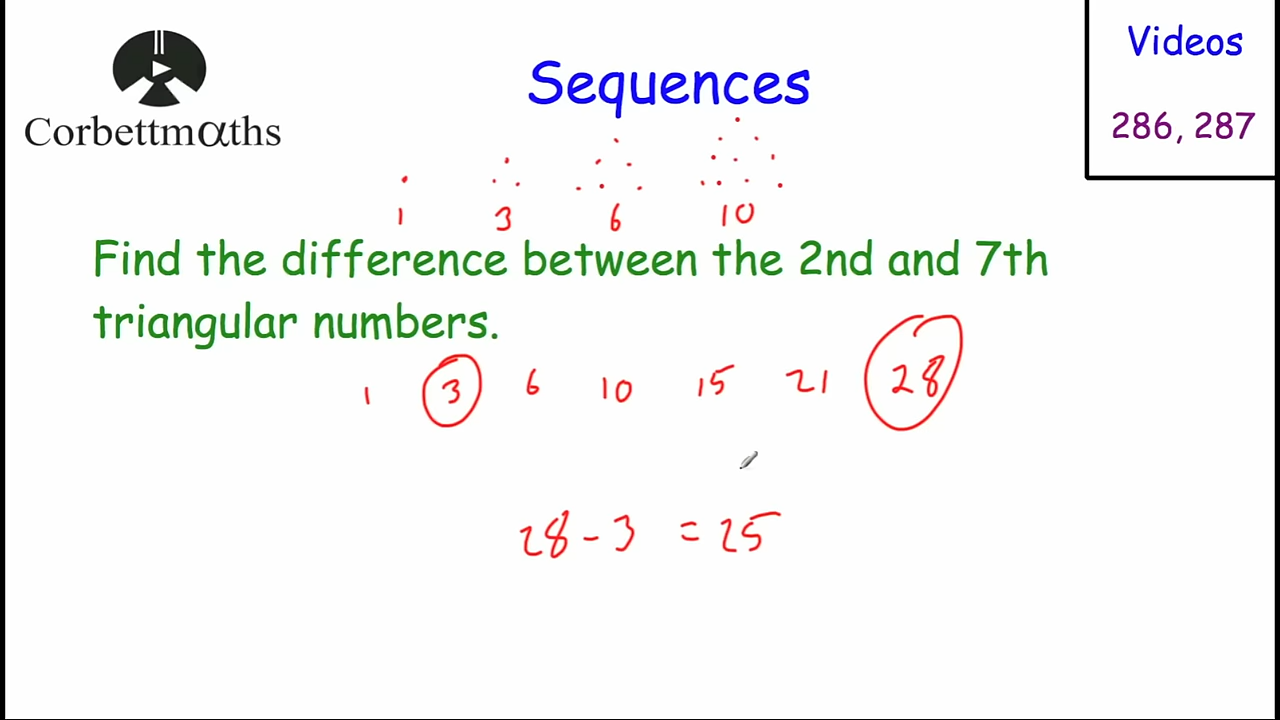 Corbettmαths
Sequences
Videos
286, 287
1 3 6 10
Find the difference between the 2nd and 7th
triangular numbers.
1 3 6 10 15 21 28
28 - 3 = 25